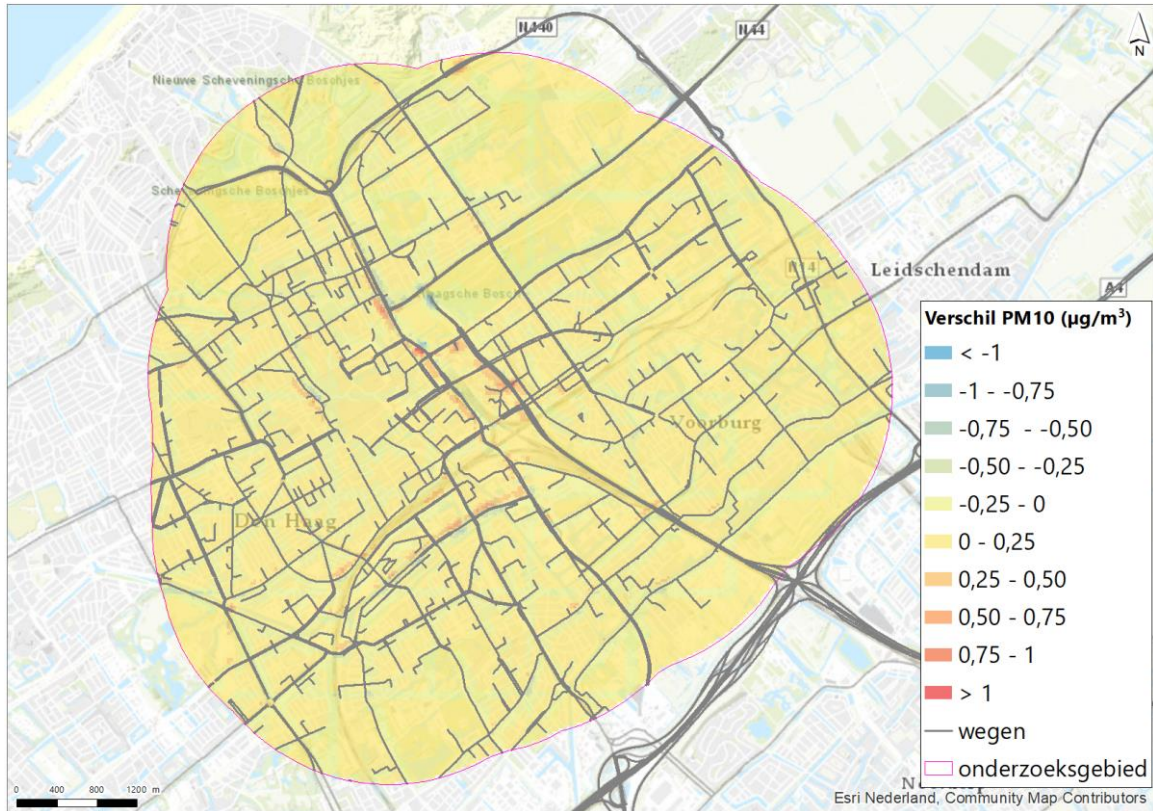 N440
N44
N
Nieuwe Scheveningsche Boschjes
Scheveningsche Boschjes
N14
Leidschendam
Haagsche Bosch
A4
Voorburg
Den Haag
Verschil PM10 (µg/m³)
< -1
-1 - -0,75
-0,75 - -0,50
-0,50 - -0,25
-0,25 - 0
0 - 0,25
0,25 - 0,50
0,50 - 0,75
0,75 - 1
> 1
wegen
onderzoeksgebied
0 400 800 1200 m
Esri Nederland, Community Map Contributors